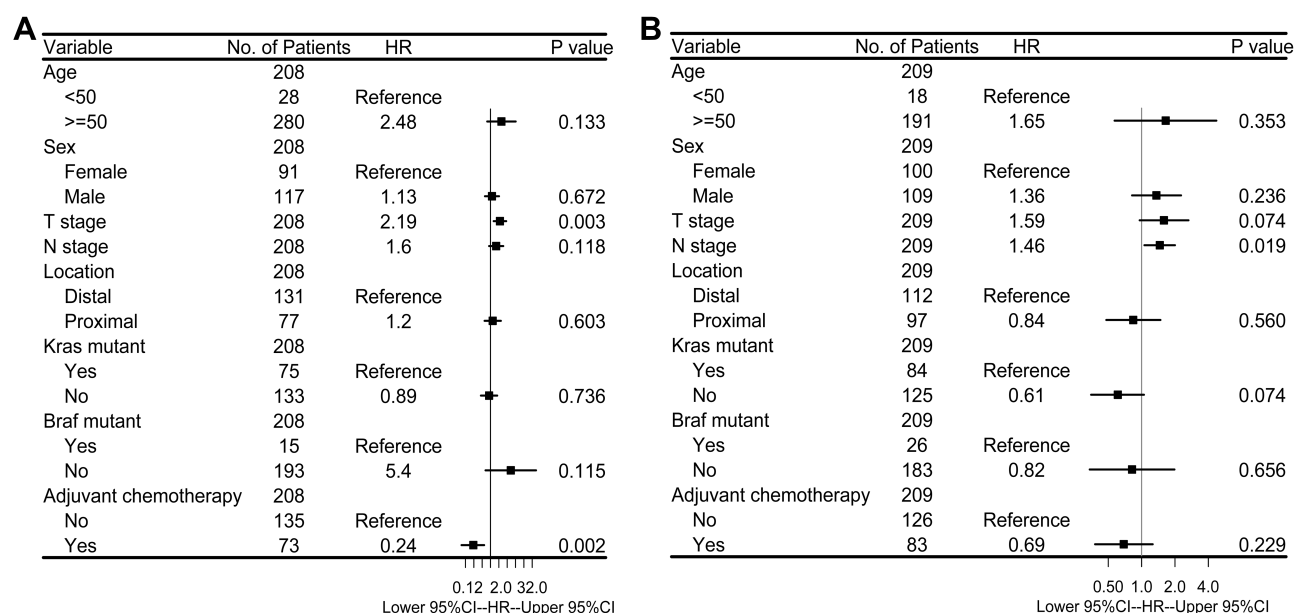 A
Variable No. of Patients HR P value
Age 208
<50 28 Reference
>=50 280 2.48 0.133
Sex 208
Female 91 Reference
Male 117 1.13 0.672
T stage 208 2.19 0.003
N stage 208 1.6 0.118
Location 208
Distal 131 Reference
Proximal 77 1.2 0.603
Kras mutant 208
Yes 75 Reference
No 133 0.89 0.736
Braf mutant 208
Yes 15 Reference
No 193 5.4 0.115
Adjuvant chemotherapy 208
No 135 Reference
Yes 73 0.24 0.002
0.12 2.0 32.0
Lower 95%CI--HR--Upper 95%CI
B
Variable No. of Patients HR P value
Age 209
<50 18 Reference
>=50 191 1.65 0.353
Sex 209
Female 100 Reference
Male 109 1.36 0.236
T stage 209 1.59 0.074
N stage 209 1.46 0.019
Location 209
Distal 112 Reference
Proximal 97 0.84 0.560
Kras mutant 209
Yes 84 Reference
No 125 0.61 0.074
Braf mutant 209
Yes 26 Reference
No 183 0.82 0.656
Adjuvant chemotherapy 209
No 126 Reference
Yes 83 0.69 0.229
0.50 1.0 2.0 4.0
Lower 95%CI--HR--Upper 95%CI